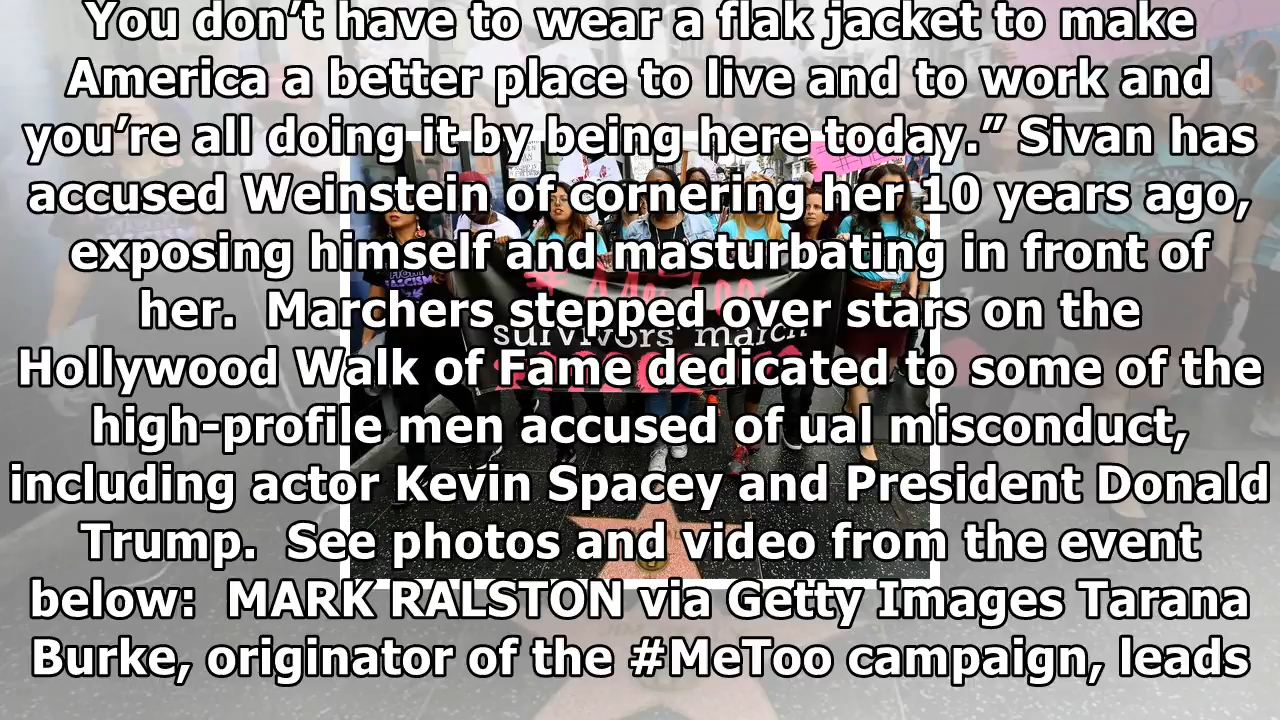 You don’t have to wear a flak jacket to make
America a better place to live and to work and
you’re all doing it by being here today.” Sivan has
accused Weinstein of cornering her 10 years ago,
exposing himself and masturbating in front of
her.  Marchers stepped over stars on the
Hollywood Walk of Fame dedicated to some of the
high-profile men accused of ual misconduct,
including actor Kevin Spacey and President Donald
Trump.  See photos and video from the event
below:  MARK RALSTON via Getty Images Tarana
Burke, originator of the #MeToo campaign, leads
survivors' march